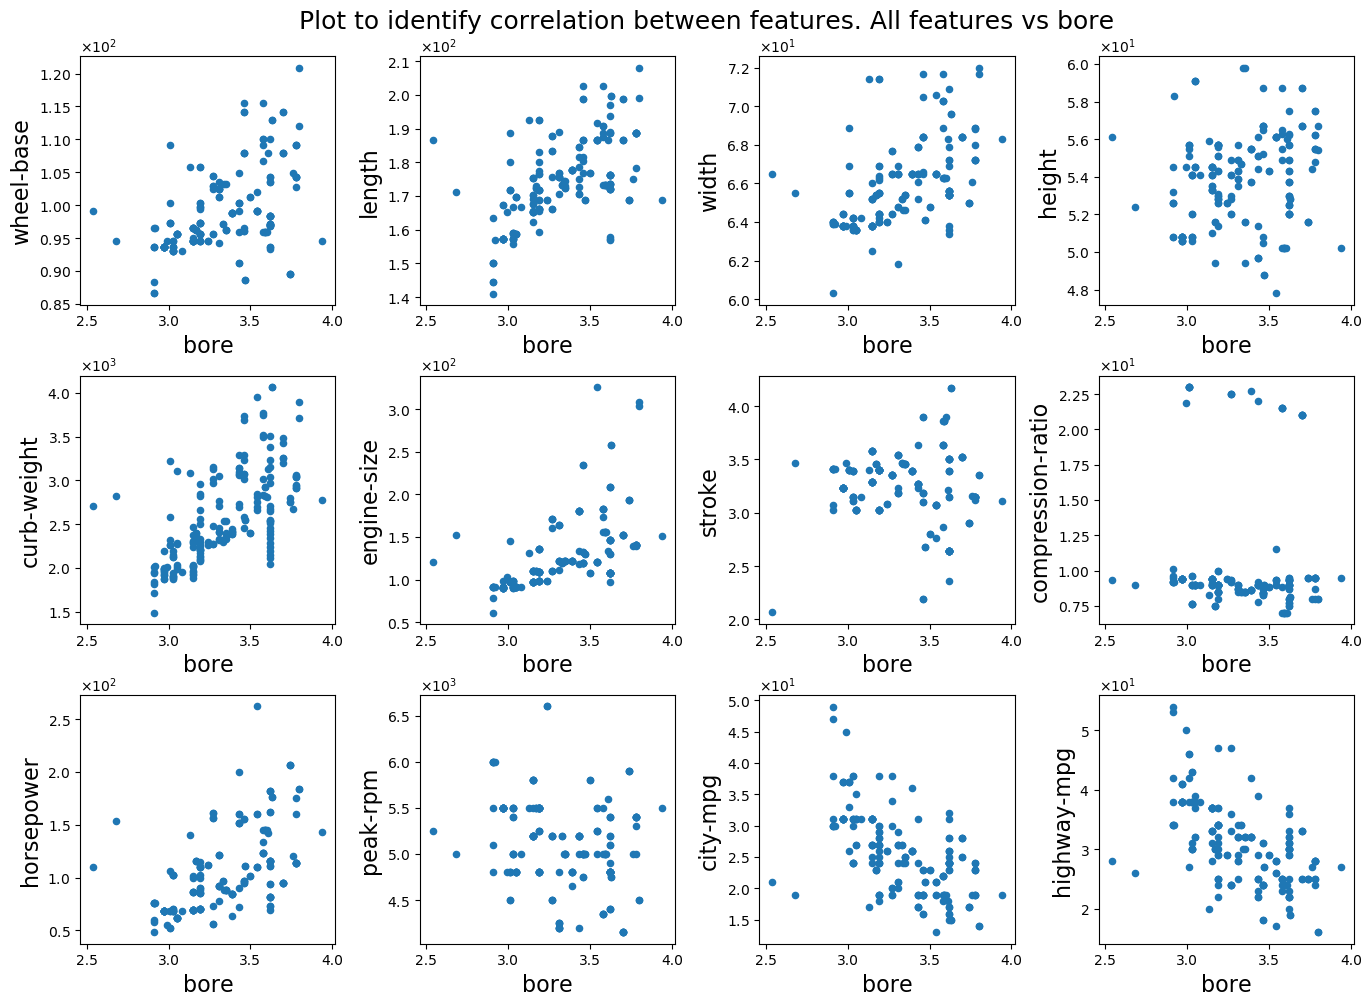 Plot to identify correlation between features. All features vs bore
×10²
1.20
1.15
1.10
1.05
1.00
0.95
0.90
0.85
wheel-base
2.5 3.0 3.5 4.0
bore
×10²
2.1
2.0
1.9
1.8
1.7
1.6
1.5
1.4
length
2.5 3.0 3.5 4.0
bore
×10¹
7.2
7.0
6.8
6.6
6.4
6.2
6.0
width
2.5 3.0 3.5 4.0
bore
×10¹
6.0
5.8
5.6
5.4
5.2
5.0
4.8
height
2.5 3.0 3.5 4.0
bore
×10³
4.0
3.5
3.0
2.5
2.0
1.5
curb-weight
2.5 3.0 3.5 4.0
bore
×10²
3.0
2.5
2.0
1.5
1.0
0.5
engine-size
2.5 3.0 3.5 4.0
bore
4.0
3.5
3.0
2.5
2.0
stroke
2.5 3.0 3.5 4.0
bore
×10¹
2.25
2.00
1.75
1.50
1.25
1.00
0.75
compression-ratio
2.5 3.0 3.5 4.0
bore
×10²
2.5
2.0
1.5
1.0
0.5
horsepower
2.5 3.0 3.5 4.0
bore
×10³
6.5
6.0
5.5
5.0
4.5
peak-rpm
2.5 3.0 3.5 4.0
bore
×10¹
5.0
4.5
4.0
3.5
3.0
2.5
2.0
1.5
city-mpg
2.5 3.0 3.5 4.0
bore
×10¹
5
4
3
2
highway-mpg
2.5 3.0 3.5 4.0
bore